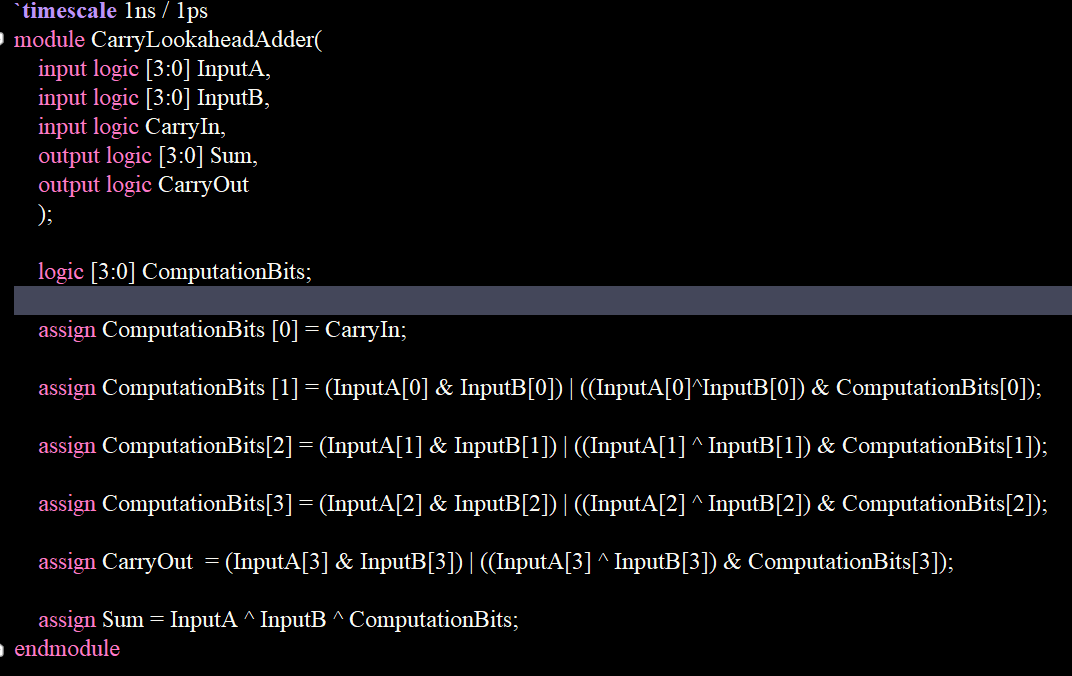 `timescale 1ns / 1ps
module CarryLookaheadAdder(
input logic [3:0] InputA,
input logic [3:0] InputB,
input logic CarryIn,
output logic [3:0] Sum,
output logic CarryOut
);
logic [3:0] ComputationBits;
assign ComputationBits [0] = CarryIn;
assign ComputationBits [1] = (InputA[0] & InputB[0]) | ((InputA[0]^InputB[0]) & ComputationBits[0]);
assign ComputationBits[2] = (InputA[1] & InputB[1]) | ((InputA[1] ^ InputB[1]) & ComputationBits[1]);
assign ComputationBits[3] = (InputA[2] & InputB[2]) | ((InputA[2] ^ InputB[2]) & ComputationBits[2]);
assign CarryOut  = (InputA[3] & InputB[3]) | ((InputA[3] ^ InputB[3]) & ComputationBits[3]);
assign Sum = InputA ^ InputB ^ ComputationBits;
endmodule